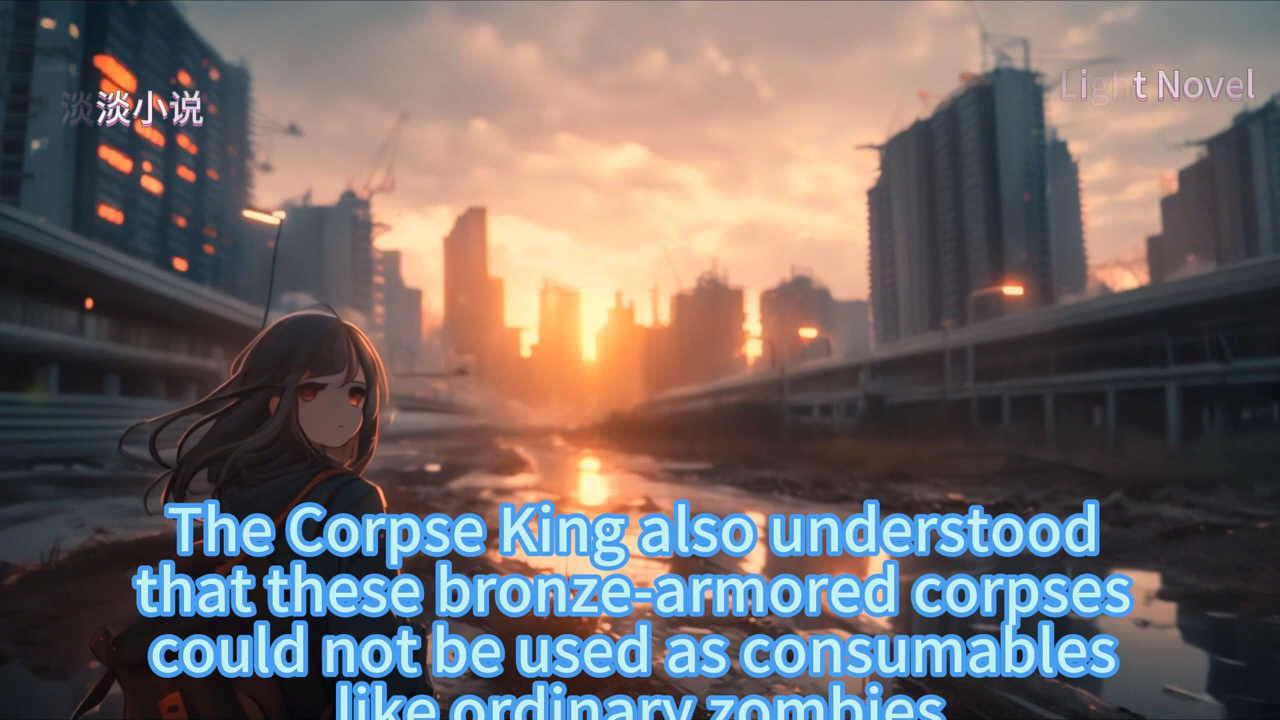 淡淡小说
Light Novel
The Corpse King also understood
that these bronze-armored corpses
could not be used as consumables
like ordinary zombies